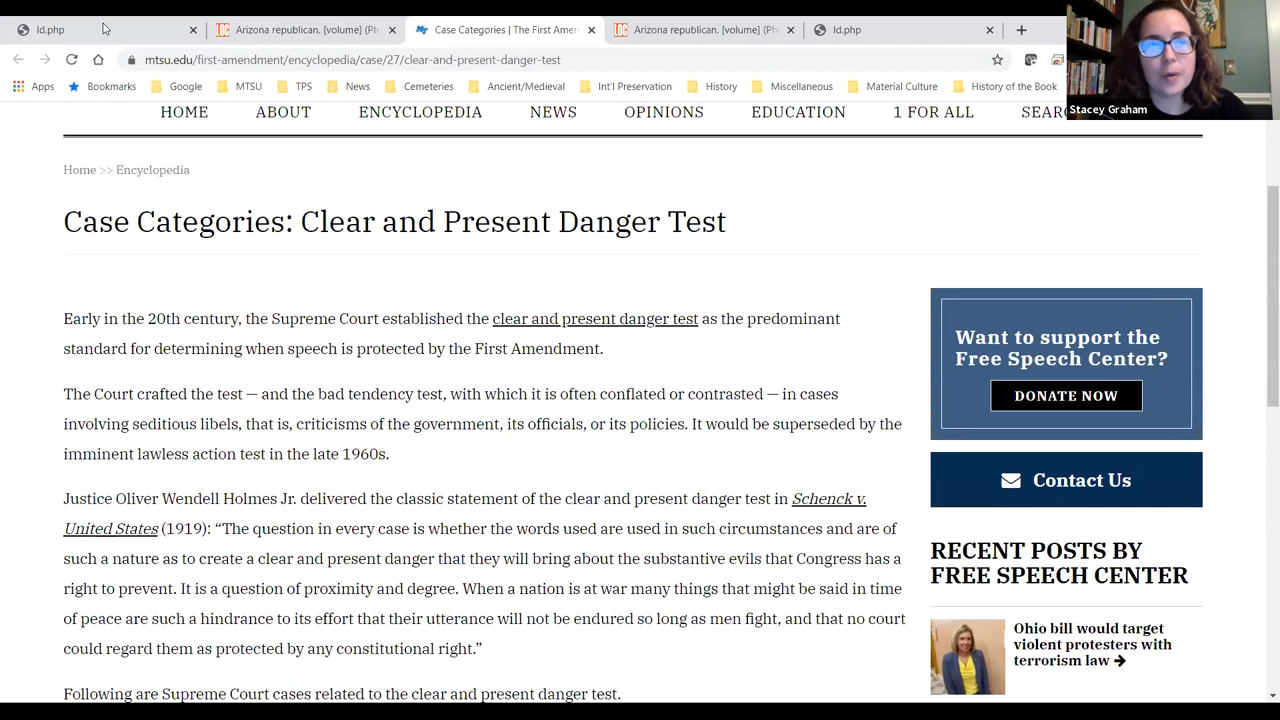 ld.php
Arizona republican. [volume] (Ph
Case Categories | The First Amen
Arizona republican. [volume] (Ph
ld.php
mtsu.edu/first-amendment/encyclopedia/case/27/clear-and-present-danger-test
Apps
Bookmarks
Google
MTSU
TPS
News
Cemeteries
Ancient/Medieval
Int'l Preservation
History
Miscellaneous
Material Culture
History of the Book
Stacey Graham
HOME
ABOUT
ENCYCLOPEDIA
NEWS
OPINIONS
EDUCATION
1 FOR ALL
SEARC
Home >> Encyclopedia
Case Categories: Clear and Present Danger Test
Early in the 20th century, the Supreme Court established the clear and present danger test as the predominant
standard for determining when speech is protected by the First Amendment.
The Court crafted the test — and the bad tendency test, with which it is often conflated or contrasted — in cases
involving seditious libels, that is, criticisms of the government, its officials, or its policies. It would be superseded by the
imminent lawless action test in the late 1960s.
Justice Oliver Wendell Holmes Jr. delivered the classic statement of the clear and present danger test in Schenck v.
United States (1919): “The question in every case is whether the words used are used in such circumstances and are of
such a nature as to create a clear and present danger that they will bring about the substantive evils that Congress has a
right to prevent. It is a question of proximity and degree. When a nation is at war many things that might be said in time
of peace are such a hindrance to its effort that their utterance will not be endured so long as men fight, and that no court
could regard them as protected by any constitutional right.”
Following are Supreme Court cases related to the clear and present danger test.
Want to support the
Free Speech Center?
DONATE NOW
Contact Us
RECENT POSTS BY
FREE SPEECH CENTER
Ohio bill would target
violent protesters with
terrorism law